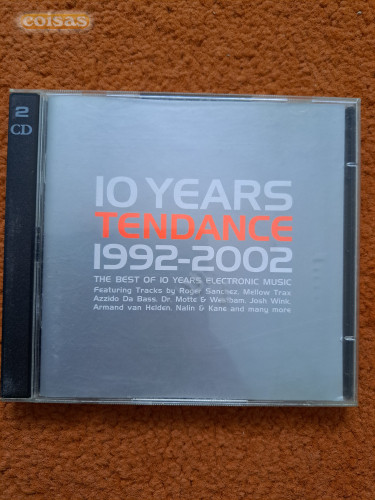 coisas
2
CD
10 YEARS
TENDANCE
1992-2002
THE BEST OF 10 YEARS ELECTRONIC MUSIC
Featuring Tracks by Roger Sanchez, Mellow Trax
Azzido Da Bass, Dr. Motte & Westbam, Josh Wink,
Armand van Helden, Nalin & Kane and many more